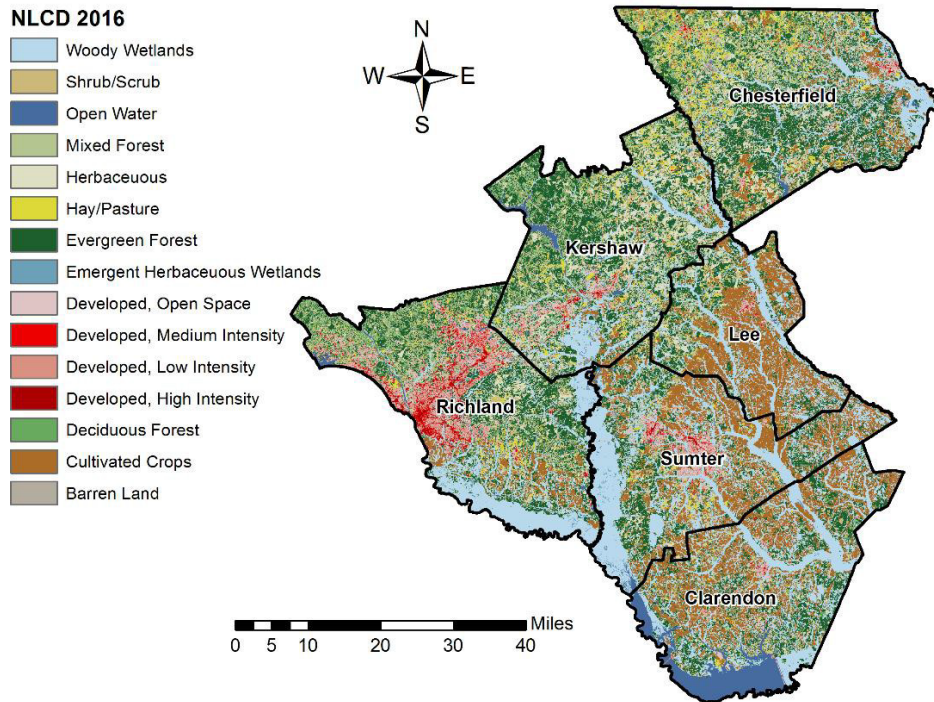 NLCD 2016
Woody Wetlands
Shrub/Scrub
Open Water
Mixed Forest
Herbaceuous
Hay/Pasture
Evergreen Forest
Emergent Herbaceuous Wetlands
Developed, Open Space
Developed, Medium Intensity
Developed, Low Intensity
Developed, High Intensity
Deciduous Forest
Cultivated Crops
Barren Land
N
W E
S
Chesterfield
Kershaw
Lee
Richland
Sumter
Clarendon
Miles
0 5 10 20 30 40